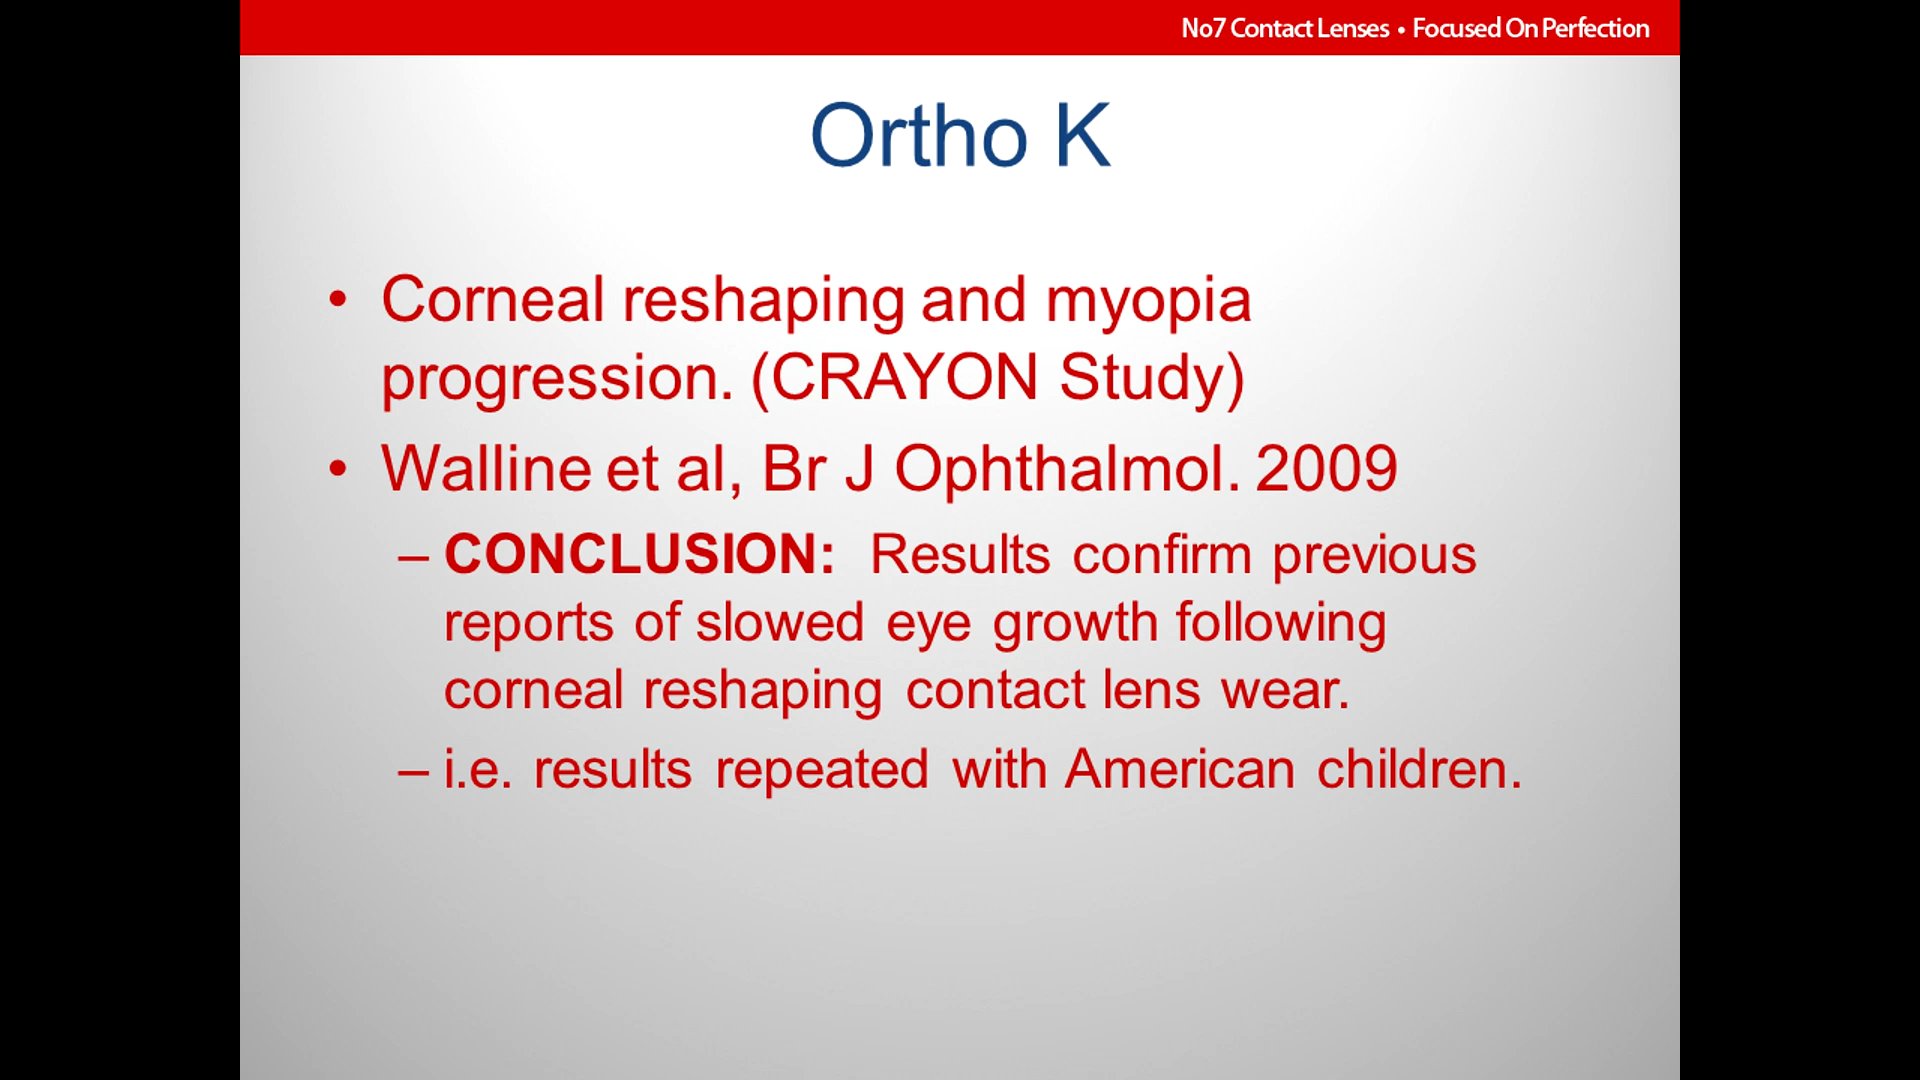 No7 Contact Lenses • Focused On Perfection
Ortho K
• Corneal reshaping and myopia
progression. (CRAYON Study)
• Walline et al, Br J Ophthalmol. 2009
– CONCLUSION: Results confirm previous
reports of slowed eye growth following
corneal reshaping contact lens wear.
– i.e. results repeated with American children.